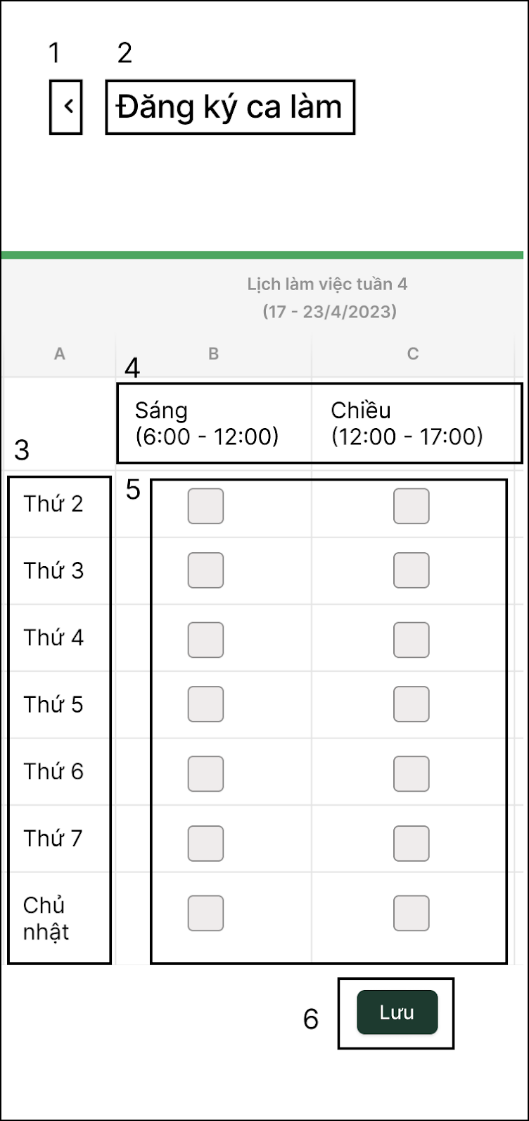 1 2
Đăng ký ca làm
Lịch làm việc tuần 4
(17 - 23/4/2023)
A B C
4
Sáng Chiều
(6:00 - 12:00) (12:00 - 17:00)
3
5
Thứ 2
Thứ 3
Thứ 4
Thứ 5
Thứ 6
Thứ 7
Chủ
nhật
6 Lưu